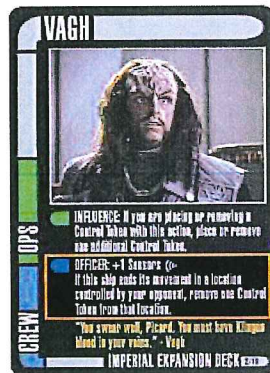 VAGH
OPS
INFLUENCE: If you are placing or removing a
Control Token with this action, place or remove
one additional Control Token.
CREW
OFFICER: +1 Sensors
If this ship ends its movement in a location
controlled by your opponent, remove one Control
Token from that location.
"You swear well, Picard. You must have Klingon
blood in your veins." - Vagh
IMPERIAL EXPANSION DECK 2/10